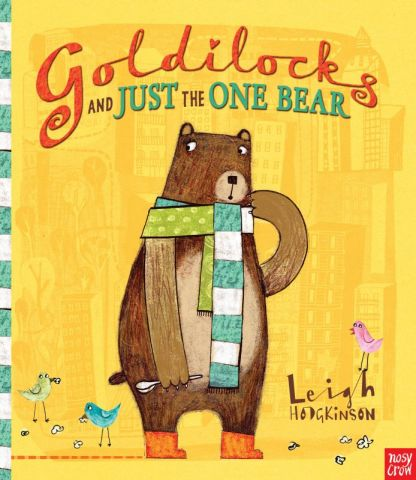 Goldilocks
AND JUST THE ONE BEAR
Leigh
HODGKINSON
nosy
crow